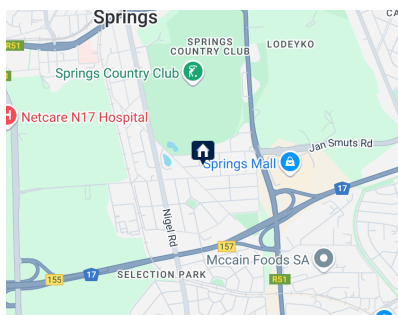 Springs
CA
R51
SPRINGS
COUNTRY CLUB
LODEYKO
Springs Country Club
H
Netcare N17 Hospital
Jan Smuts Rd
Springs Mall
17
Nigel Rd
157
Mccain Foods SA
155
17
SELECTION PARK
R51